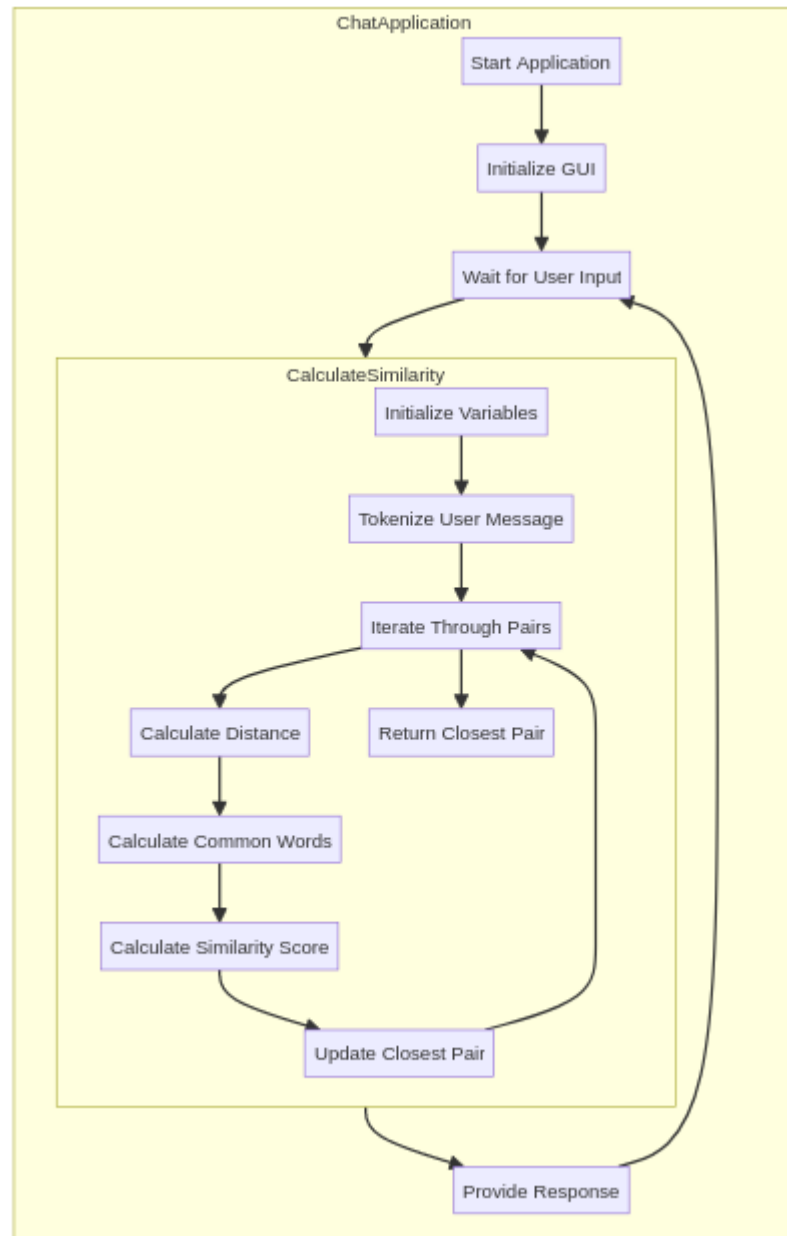 ChatApplication
Start Application
Initialize GUI
Wait for User Input
CalculateSimilarity
Initialize Variables
Tokenize User Message
Iterate Through Pairs
Calculate Distance
Return Closest Pair
Calculate Common Words
Calculate Similarity Score
Update Closest Pair
Provide Response